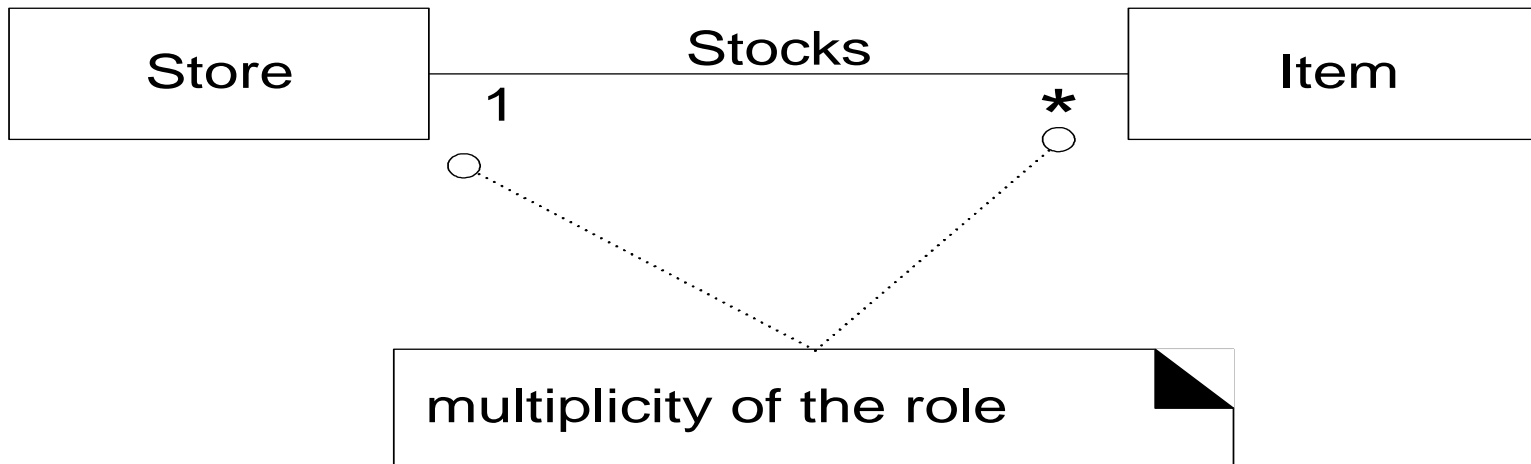 Store
Stocks
Item
1
*
multiplicity of the role